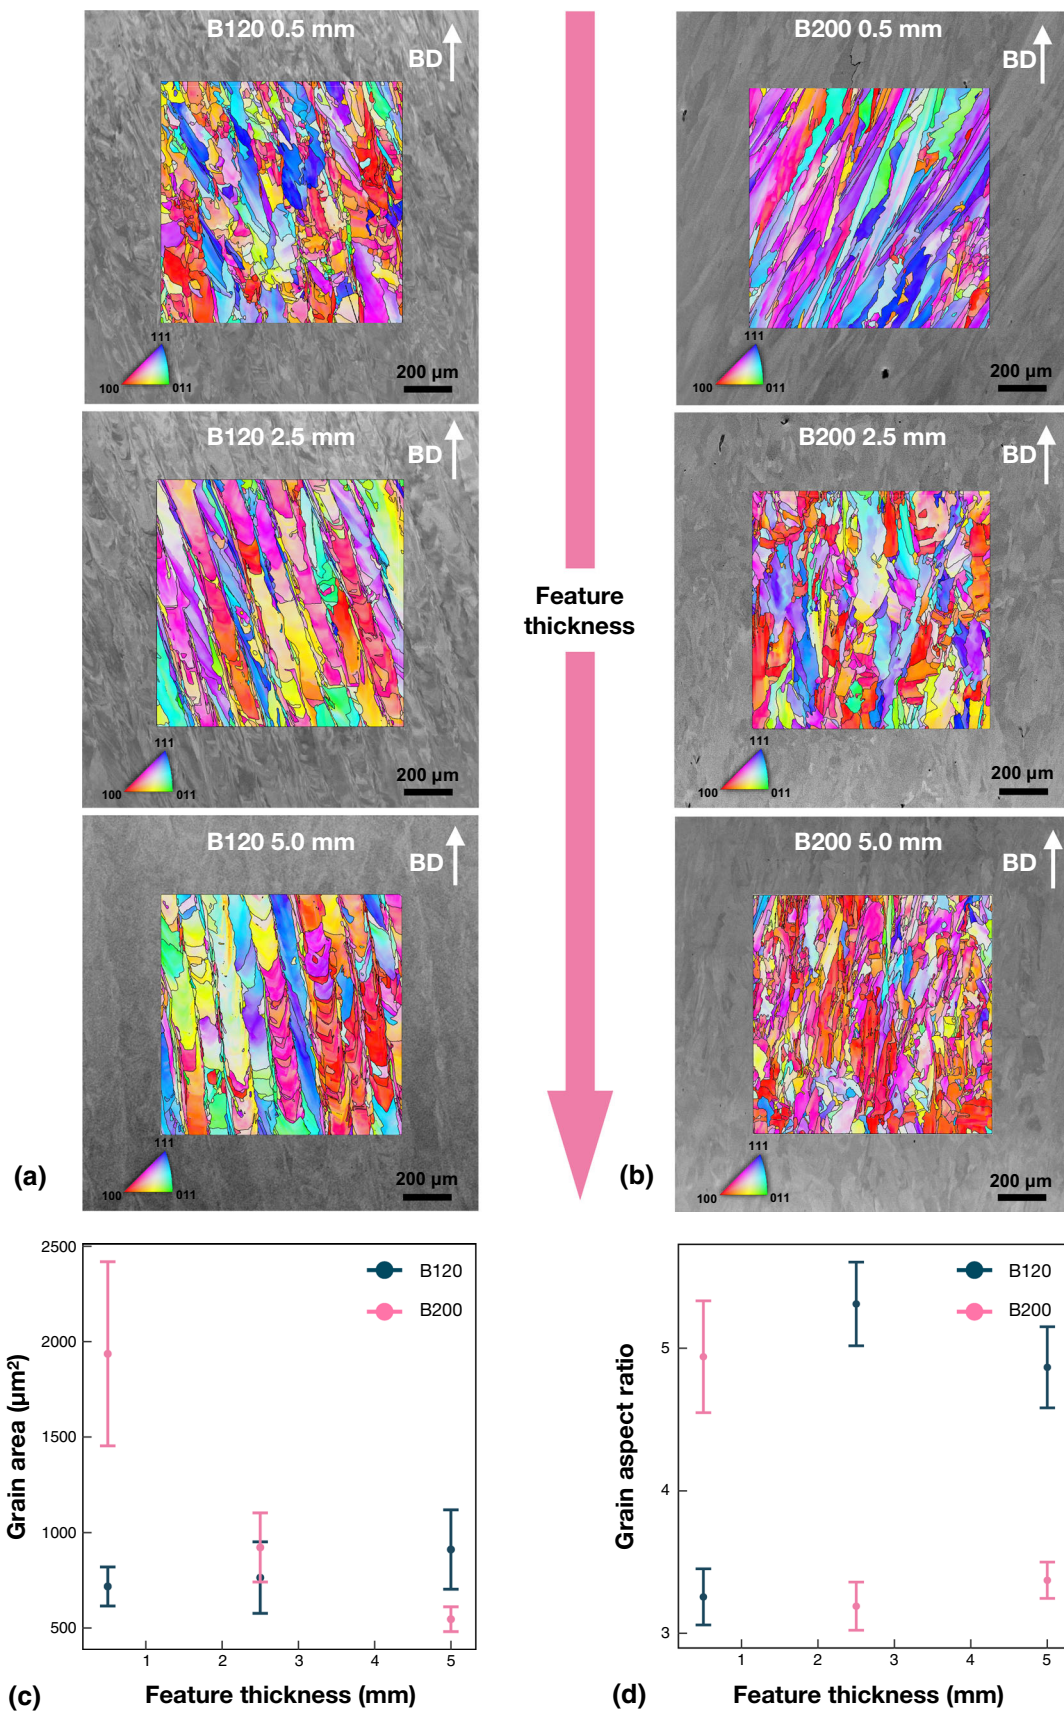 B120 0.5 mm
BD
111
100
011
200 µm
B120 2.5 mm
BD
111
100
011
200 µm
B120 5.0 mm
BD
111
100
011
200 µm
(a)
Feature
thickness
B200 0.5 mm
BD
111
100
011
200 µm
B200 2.5 mm
BD
111
100
011
200 µm
B200 5.0 mm
BD
111
100
011
200 µm
(b)
Grain area (µm²)
2500
2000
1500
1000
500
B120
B200
1 2 3 4 5
Feature thickness (mm)
(c)
Grain aspect ratio
5
4
3
B120
B200
1 2 3 4 5
Feature thickness (mm)
(d)